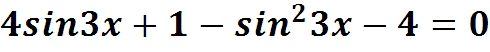 4sin3x + 1 − sin²3x − 4 = 0